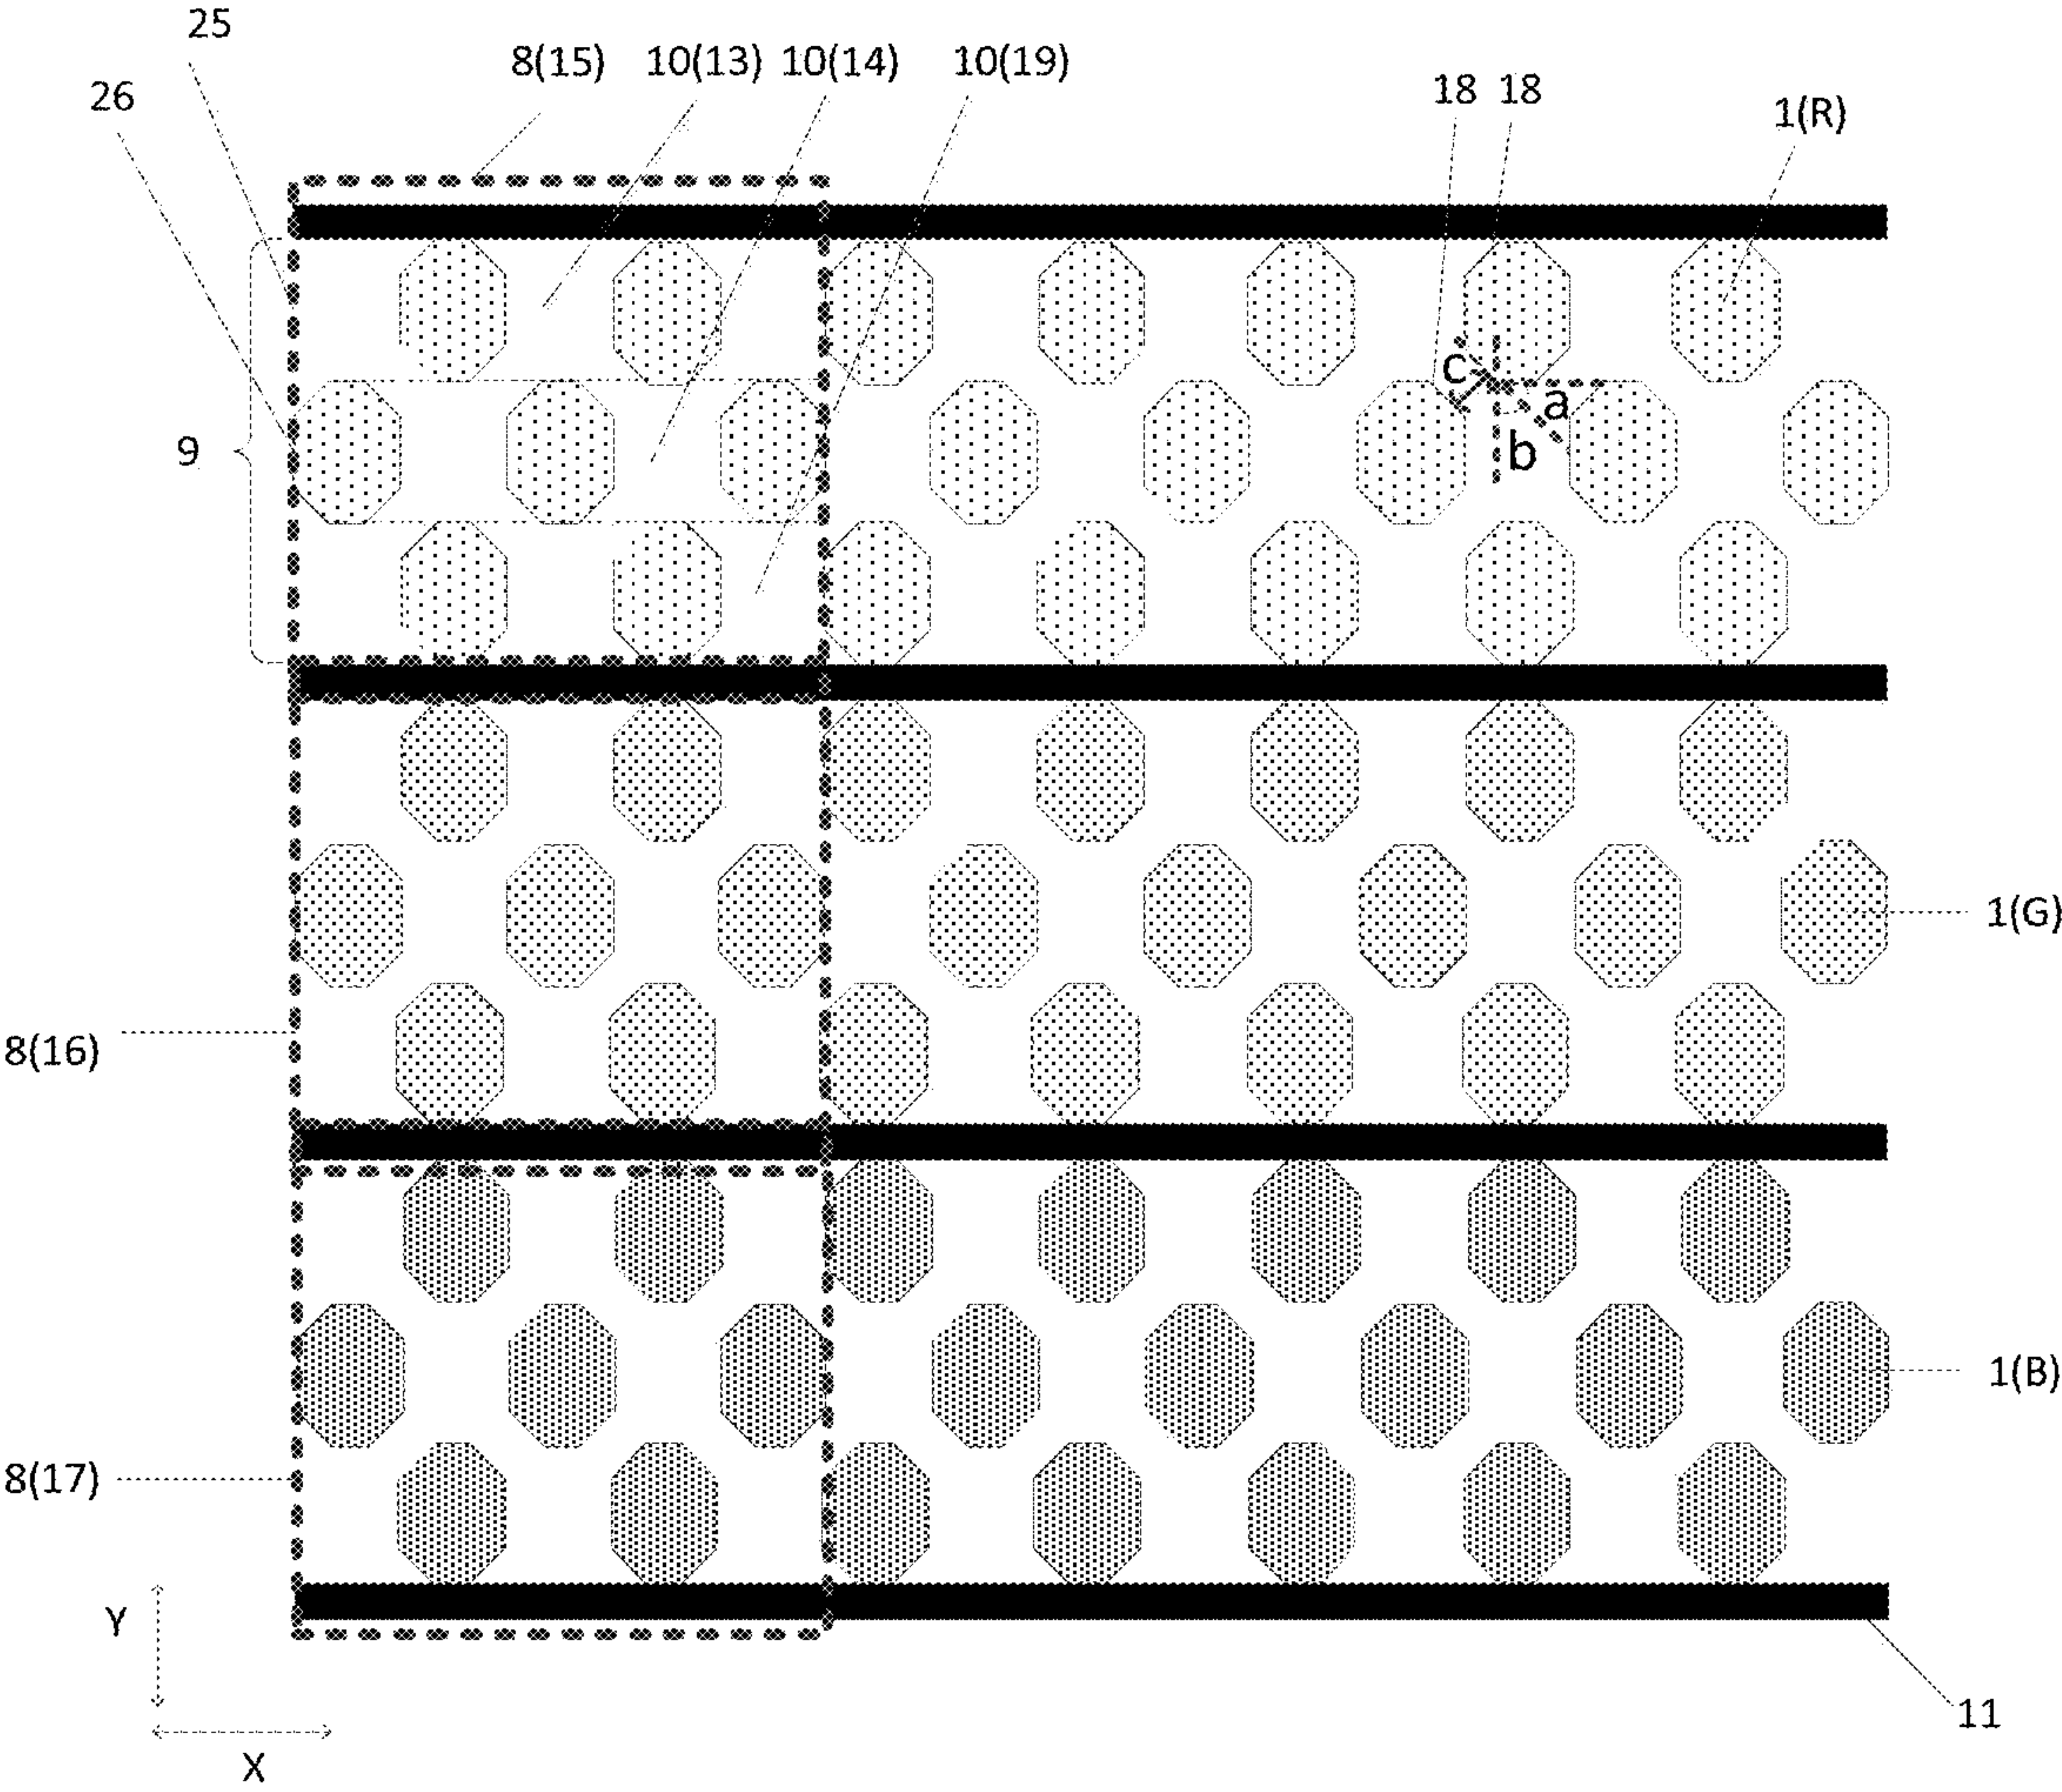 25
8(15) 10(13) 10(14) 10(19)
26 18 18
1(R)
c
a
9 b
1(G)
8(16)
1(B)
8(17)
Y
11
X